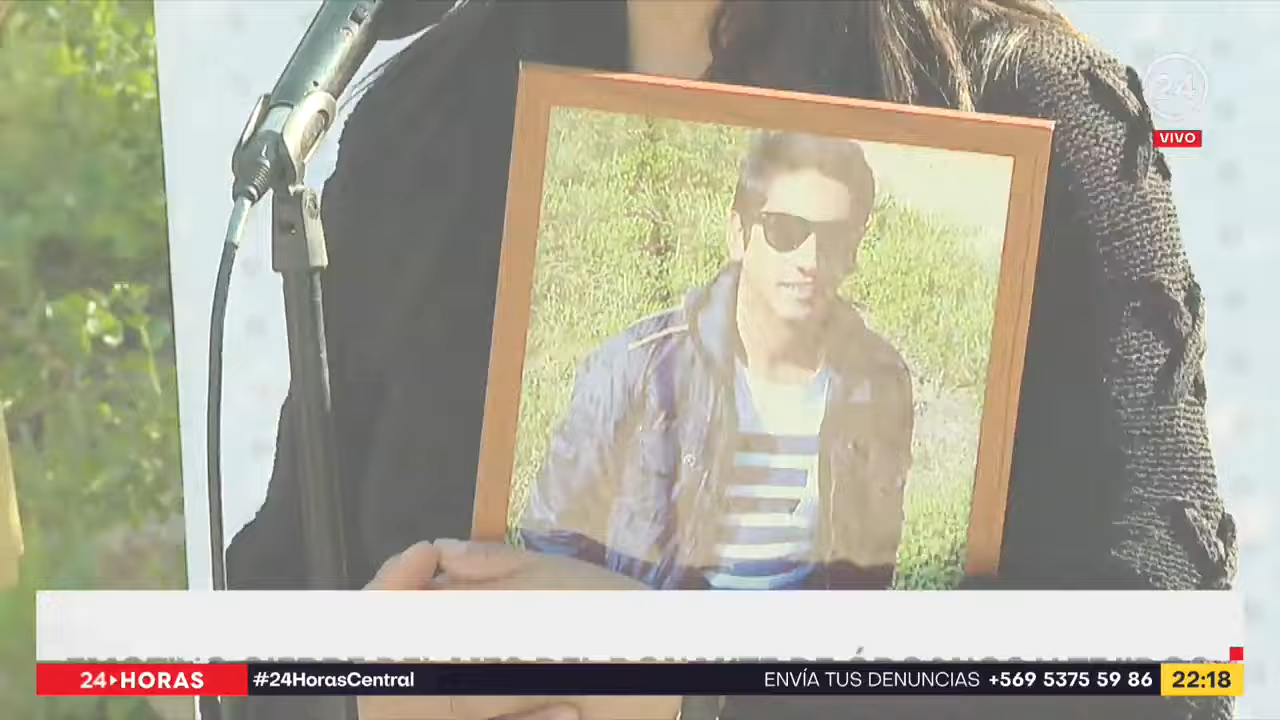 24
VIVO
24 HORAS
#24HorasCentral
ENVÍA TUS DENUNCIAS +569 5375 59 86
22:18